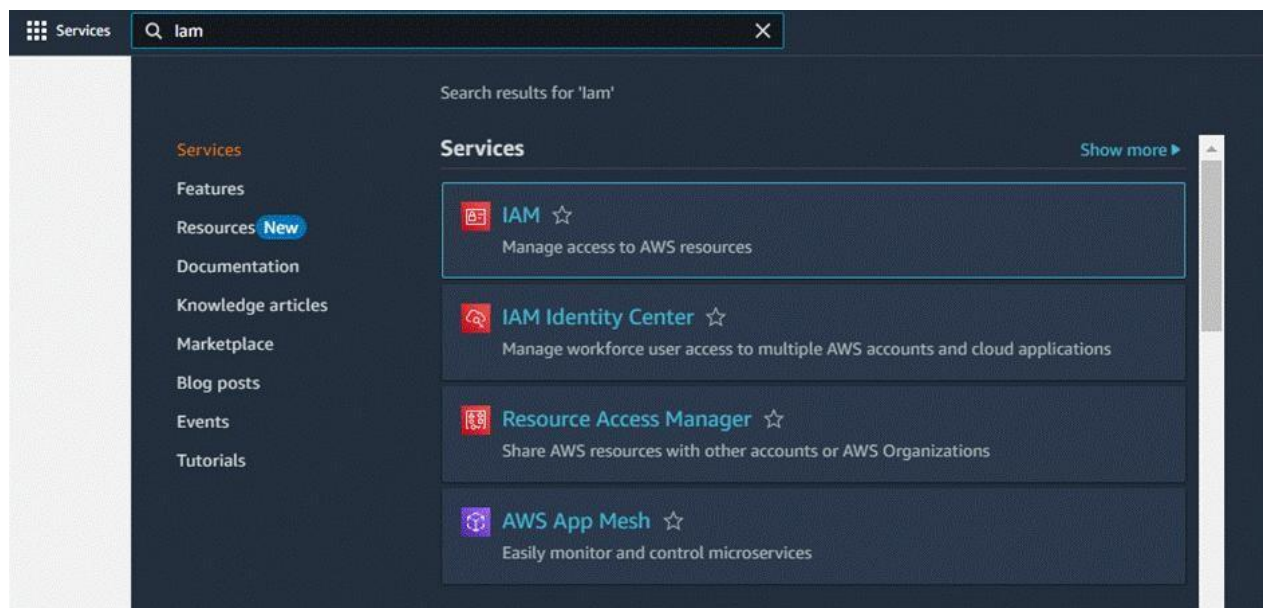 Services
Iam
Search results for 'Iam'
Services
Features
Resources New
Documentation
Knowledge articles
Marketplace
Blog posts
Events
Tutorials
Services
Show more
IAM
Manage access to AWS resources
IAM Identity Center
Manage workforce user access to multiple AWS accounts and cloud applications
Resource Access Manager
Share AWS resources with other accounts or AWS Organizations
AWS App Mesh
Easily monitor and control microservices